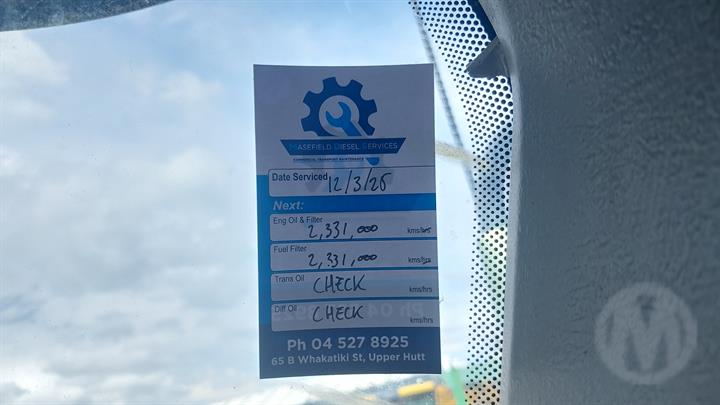 MASEFIELD DIESEL SERVICES
COMMERCIAL TRANSPORT MAINTENANCE
Date Serviced 12/3/25
Next:
Eng Oil & Filter
2,331,000 kms/hrs
Fuel Filter
2,331,000 kms/hrs
Trans Oil
CHECK kms/hrs
Diff Oil
CHECK kms/hrs
Ph 04 527 8925
65 B Whakatiki St, Upper Hutt
M